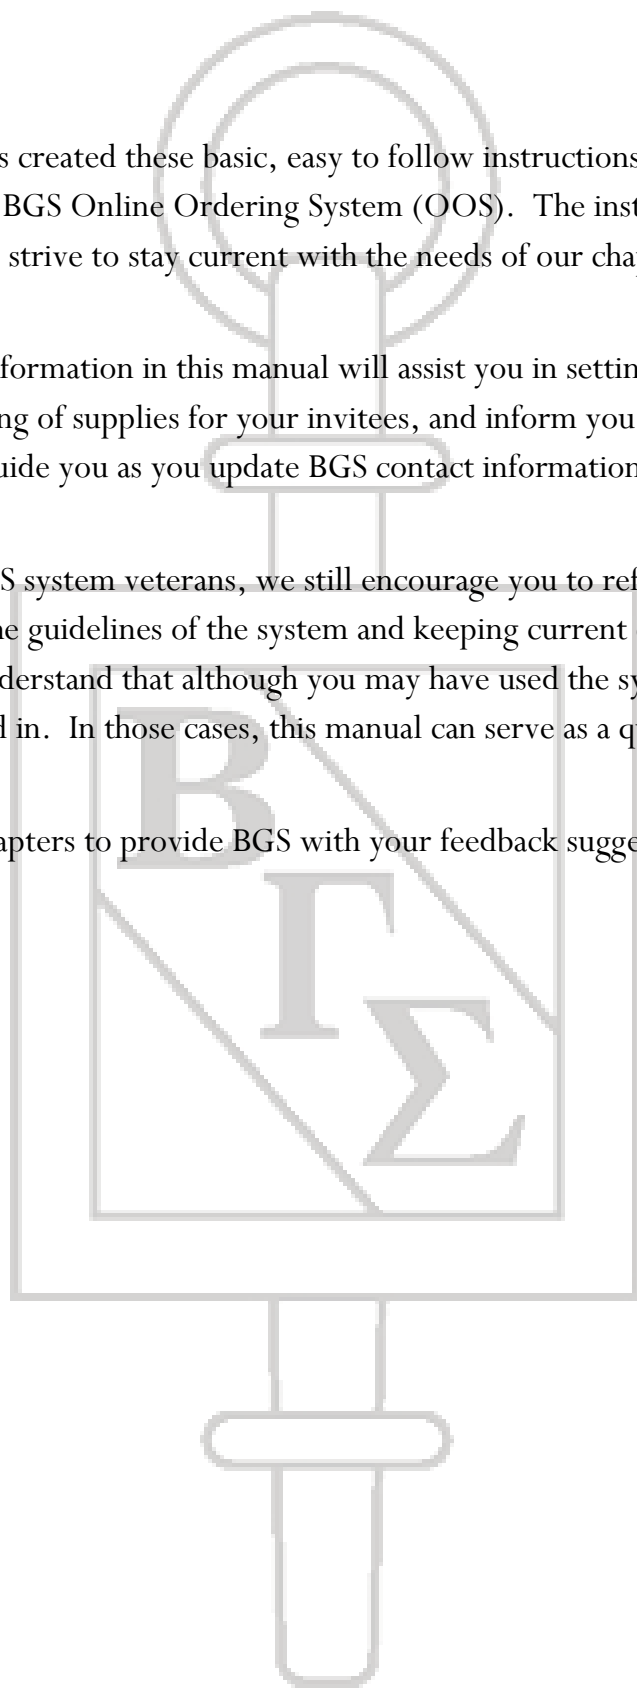 s created these basic, easy to follow instructions
BGS Online Ordering System (OOS).  The inst
strive to stay current with the needs of our chap
formation in this manual will assist you in settin
ng of supplies for your invitees, and inform you
uide you as you update BGS contact information
S system veterans, we still encourage you to ref
he guidelines of the system and keeping current
derstand that although you may have used the sy
d in.  In those cases, this manual can serve as a qu
apters to provide BGS with your feedback sugge
Β
Γ
Σ